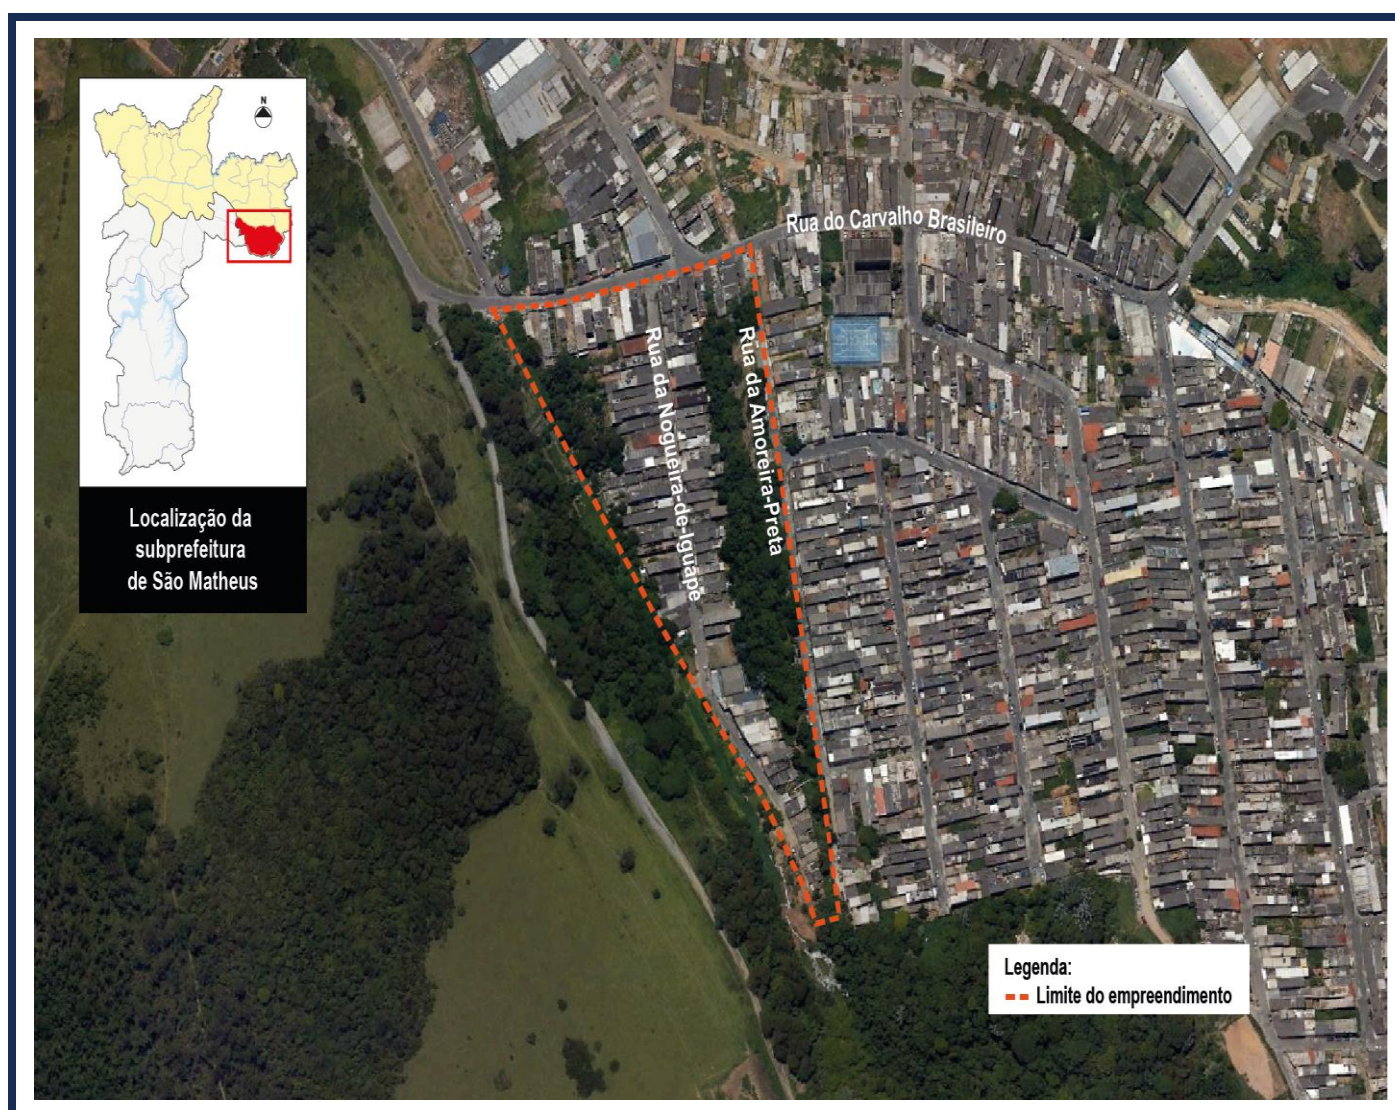 N
Localização da
subprefeitura
de São Matheus
Rua do Carvalho Brasileiro
Rua da Nogueira-de-Iguape
Rua da Amoreira-Preta
Legenda:
Limite do empreendimento